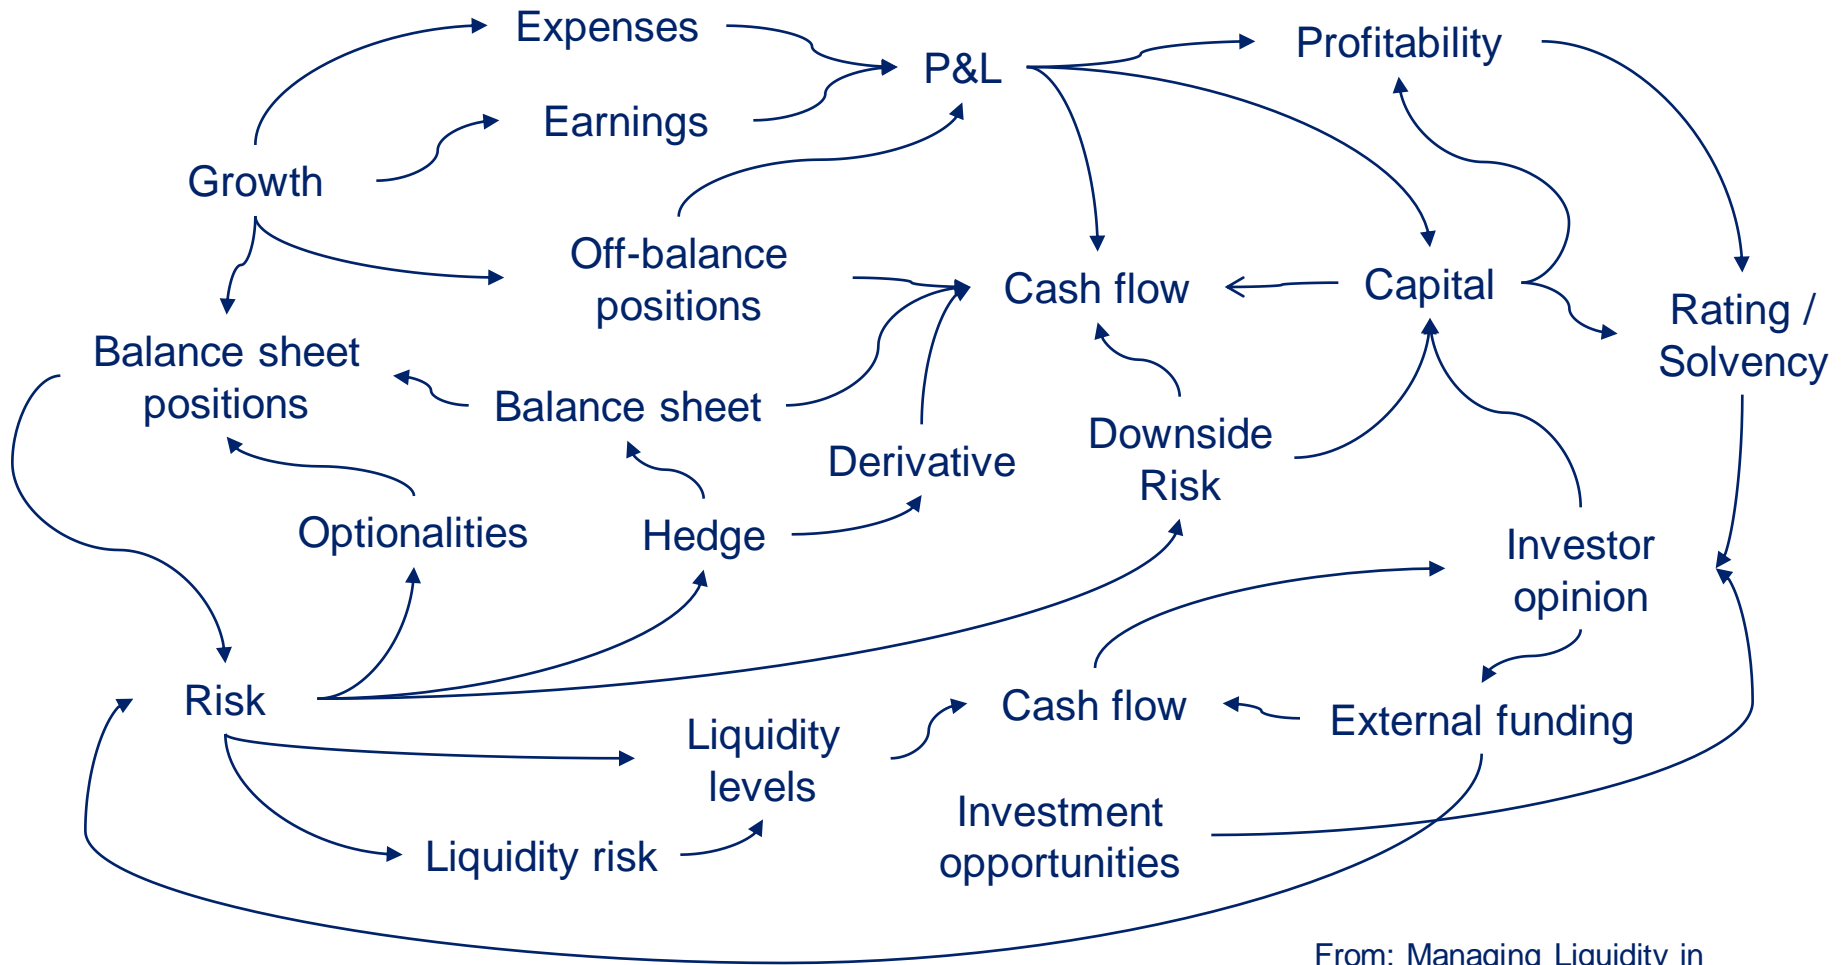 Expenses
P&L
Profitability
Earnings
Growth
Off-balance
positions
Cash flow
Capital
Rating /
Solvency
Balance sheet
positions
Balance sheet
Derivative
Downside
Risk
Optionalities
Hedge
Investor
opinion
Risk
Liquidity
levels
Cash flow
External funding
Investment
opportunities
Liquidity risk
From: Managing Liquidity in